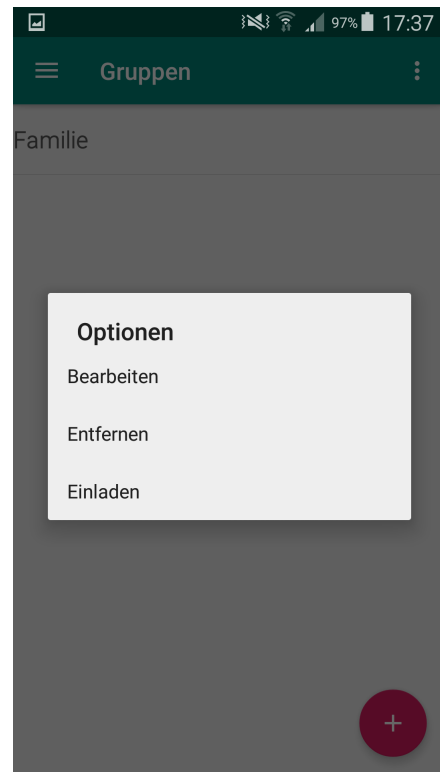 97% 17:37
Gruppen
Familie
Optionen
Bearbeiten
Entfernen
Einladen
+